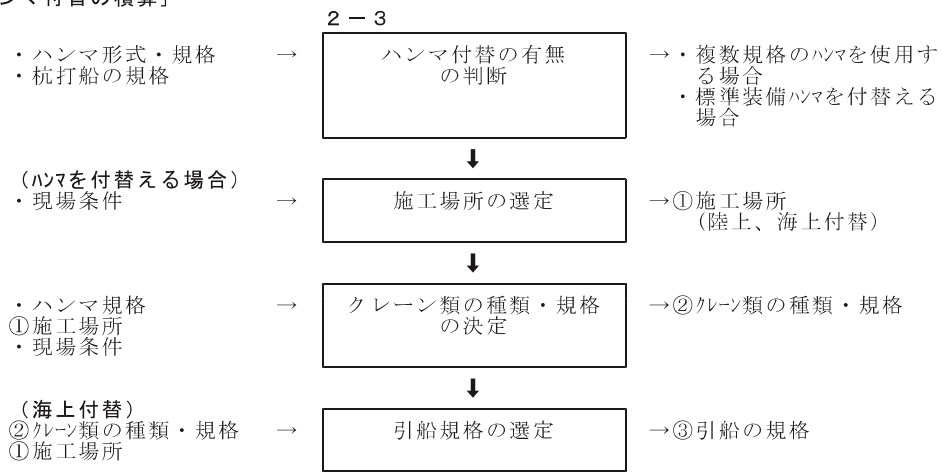 ンマ付替の積算」
２－３
・ハンマ形式・規格 → ハンマ付替の有無 →・複数規格のﾊﾝﾏを使用す
・杭打船の規格 の判断 る場合
・標準装備ﾊﾝﾏを付替える
場合
↓
（ﾊﾝﾏを付替える場合）
・現場条件 → 施工場所の選定 →①施工場所
（陸上、海上付替）
↓
・ハンマ規格 → クレーン類の種類・規格 →②ｸﾚｰﾝ類の種類・規格
①施工場所 の決定
・現場条件
↓
（海上付替）
②ｸﾚｰﾝ類の種類・規格 → 引船規格の選定 →③引船の規格
①施工場所